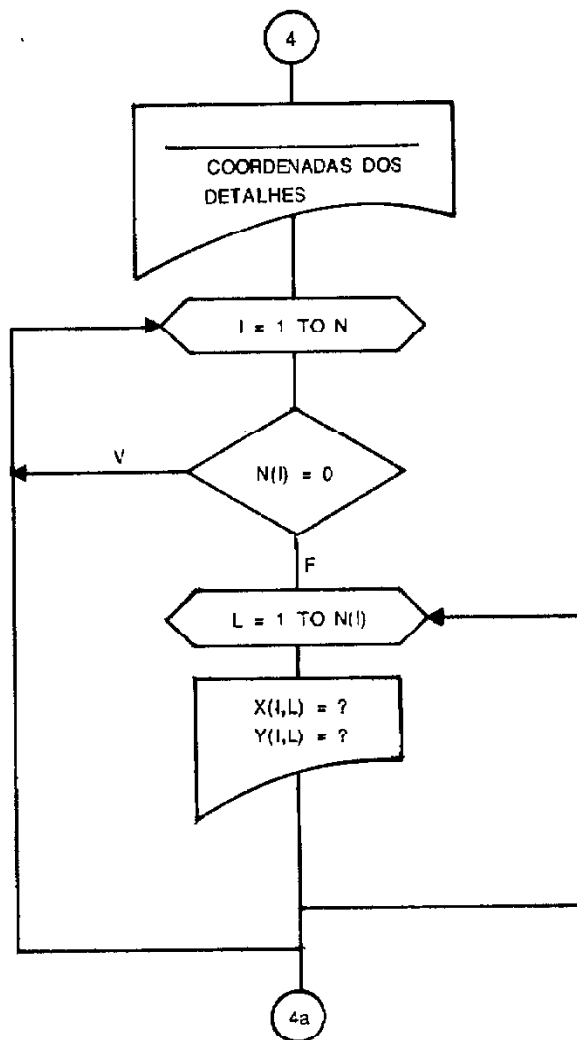 4
COORDENADAS DOS
DETALHES
I = 1 TO N
V
N(I) = 0
F
L = 1 TO N(I)
X(I,L) = ?
Y(I,L) = ?
4a